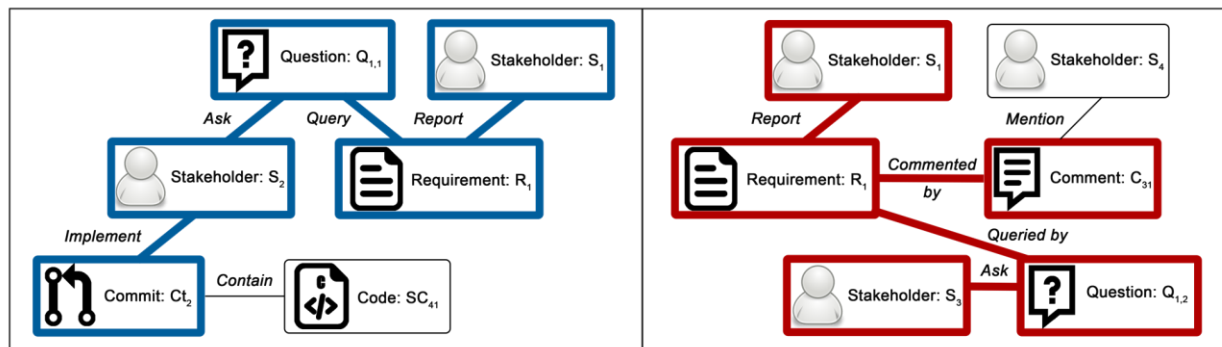 Question: Q1,1
Stakeholder: S1
Ask
Query
Report
Stakeholder: S2
Requirement: R1
Implement
Contain
Commit: Ct2
c
Code: SC41
Stakeholder: S1
Stakeholder: S4
Report
Mention
Requirement: R1
Commented
by
Comment: C31
Queried by
Ask
Stakeholder: S3
Question: Q1,2